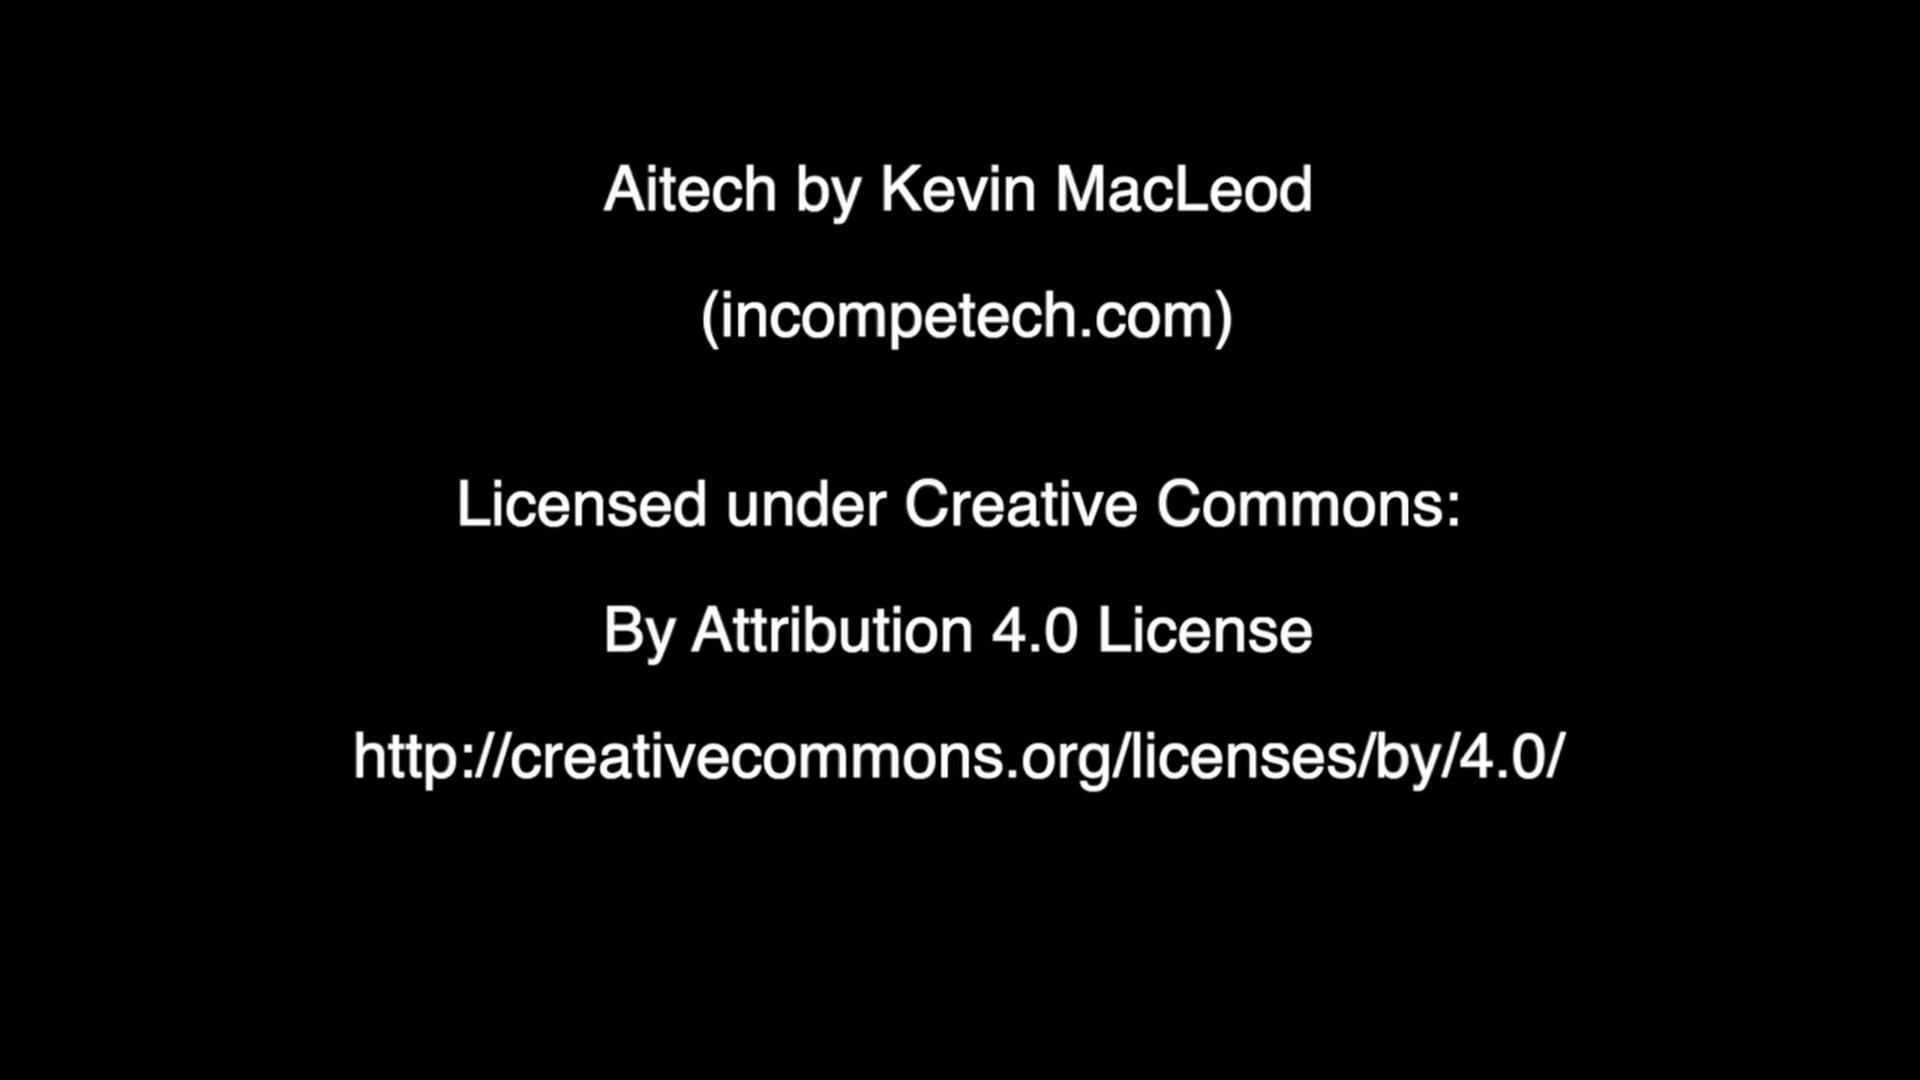 Aitech by Kevin MacLeod
(incompetech.com)
Licensed under Creative Commons:
By Attribution 4.0 License
http://creativecommons.org/licenses/by/4.0/